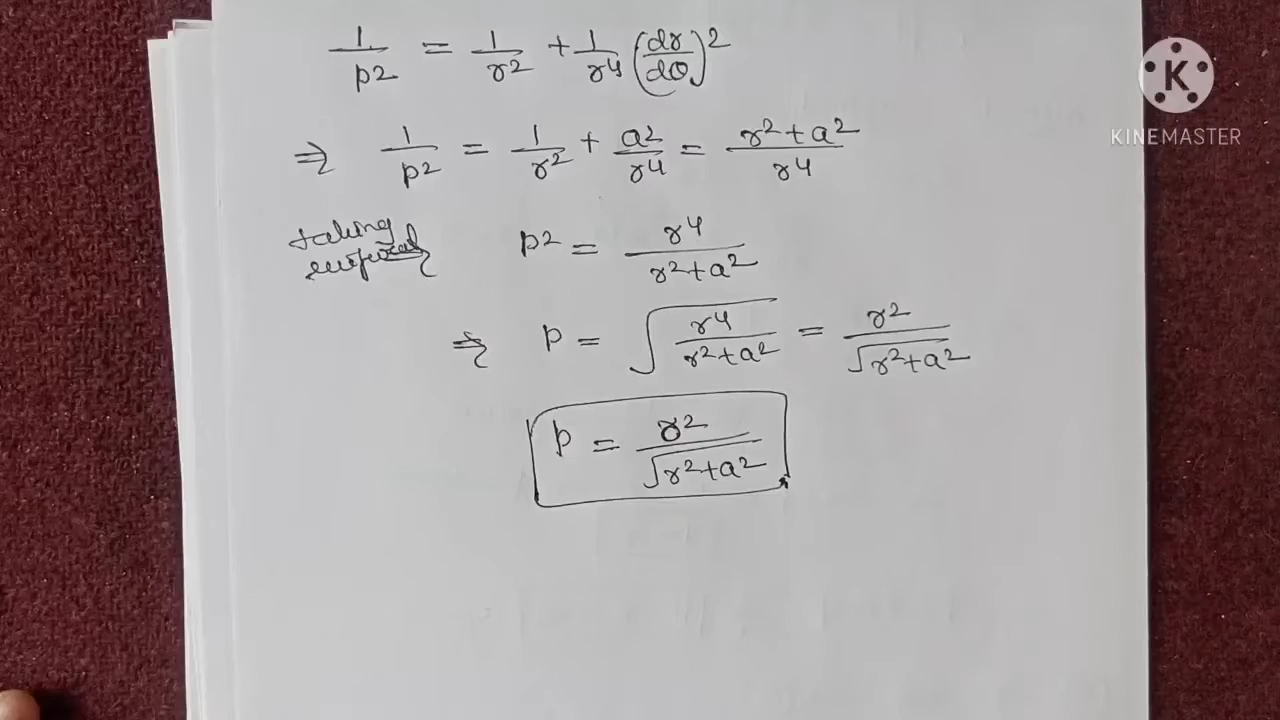 1/p² = 1/r² + 1/r⁴ (dr/dθ)²
⇒ 1/p² = 1/r² + a²/r⁴ = (r²+a²)/r⁴
taking
p² = r⁴/(r²+a²)
⇒ p = √(r⁴/(r²+a²)) = r²/√(r²+a²)
p = r²/√(r²+a²)
K
KINEMASTER